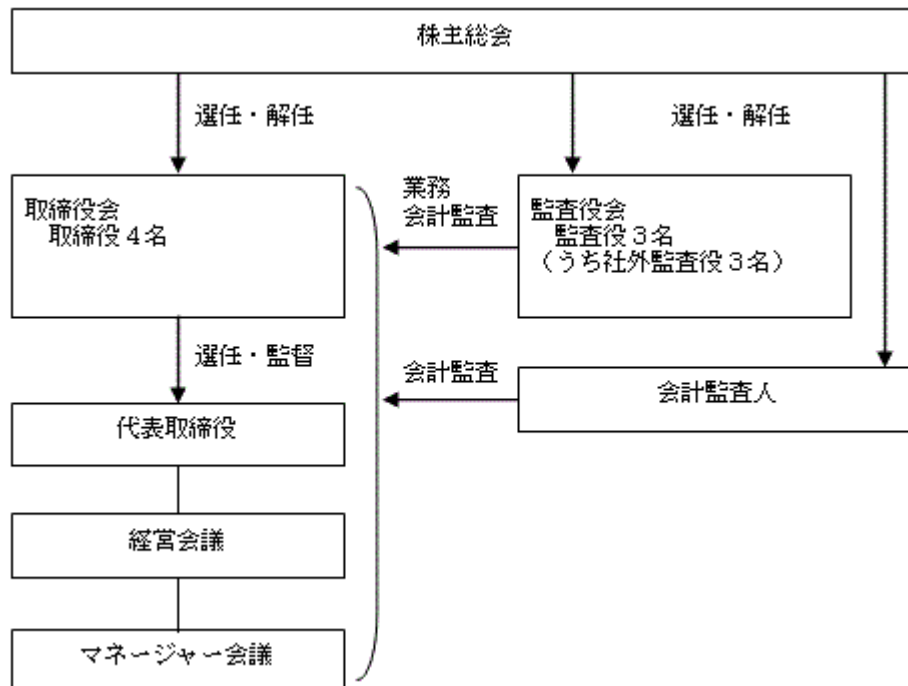 株主総会
選任・解任
選任・解任
取締役会
取締役４名
業務
会計監査
監査役会
監査役３名
（うち社外監査役３名）
選任・監督
会計監査
会計監査人
代表取締役
経営会議
マネージャー会議